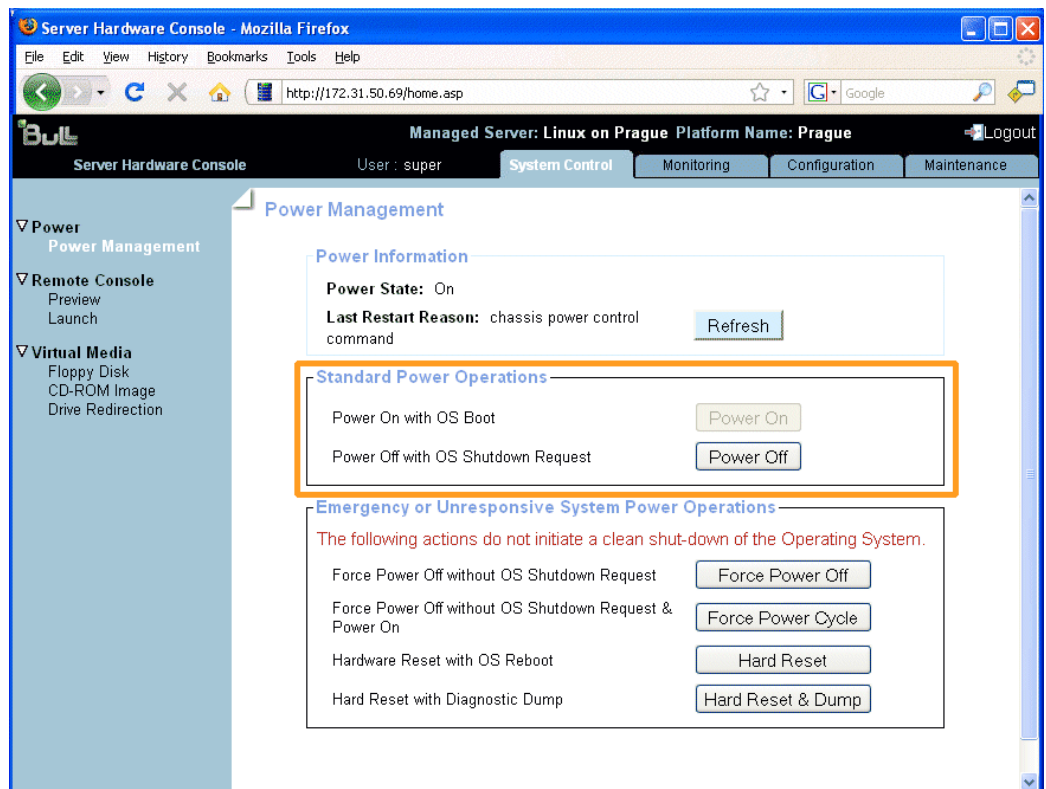 Server Hardware Console - Mozilla Firefox
File Edit View History Bookmarks Tools Help
http://172.31.50.69/home.asp
G Google
Bull
Managed Server: Linux on Prague Platform Name: Prague
Logout
Server Hardware Console
User : super
System Control
Monitoring
Configuration
Maintenance
Power
Power Management
Remote Console
Preview
Launch
Virtual Media
Floppy Disk
CD-ROM Image
Drive Redirection
Power Management
Power Information
Power State: On
Last Restart Reason: chassis power control
command
Refresh
Standard Power Operations
Power On with OS Boot
Power On
Power Off with OS Shutdown Request
Power Off
Emergency or Unresponsive System Power Operations
The following actions do not initiate a clean shut-down of the Operating System.
Force Power Off without OS Shutdown Request
Force Power Off
Force Power Off without OS Shutdown Request &
Power On
Force Power Cycle
Hardware Reset with OS Reboot
Hard Reset
Hard Reset with Diagnostic Dump
Hard Reset & Dump